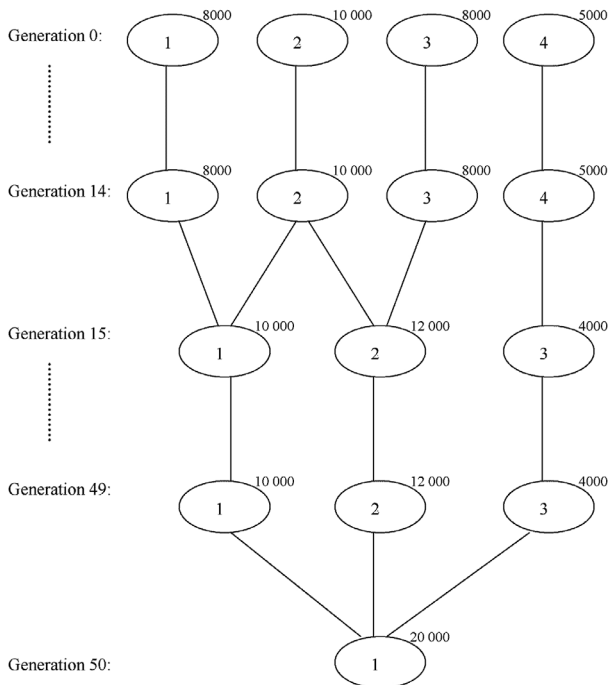 Generation 0:
1 8000
2 10 000
3 8000
4 5000
Generation 14:
1 8000
2 10 000
3 8000
4 5000
Generation 15:
1 10 000
2 12 000
3 4000
Generation 49:
1 10 000
2 12 000
3 4000
Generation 50:
1 20 000